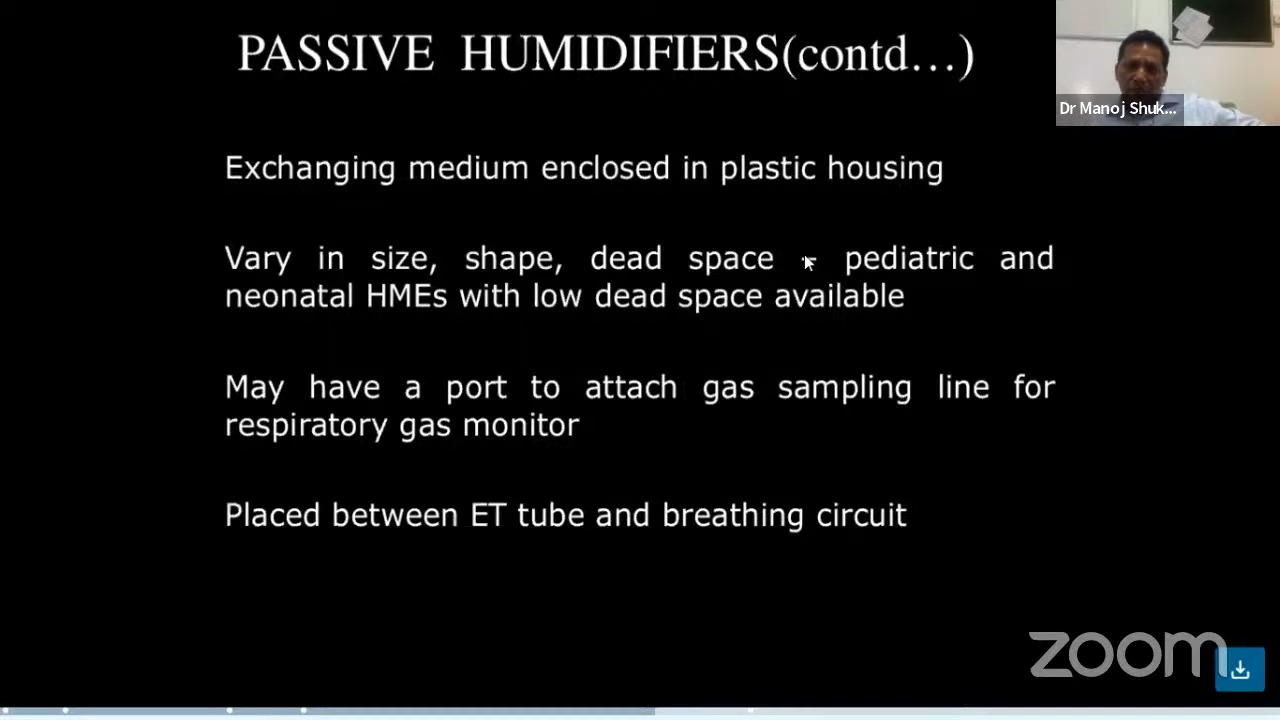 PASSIVE HUMIDIFIERS(contd...)
Dr Manoj Shuk...
Exchanging medium enclosed in plastic housing
Vary in size, shape, dead space - pediatric and
neonatal HMEs with low dead space available
May have a port to attach gas sampling line for
respiratory gas monitor
Placed between ET tube and breathing circuit
zoom